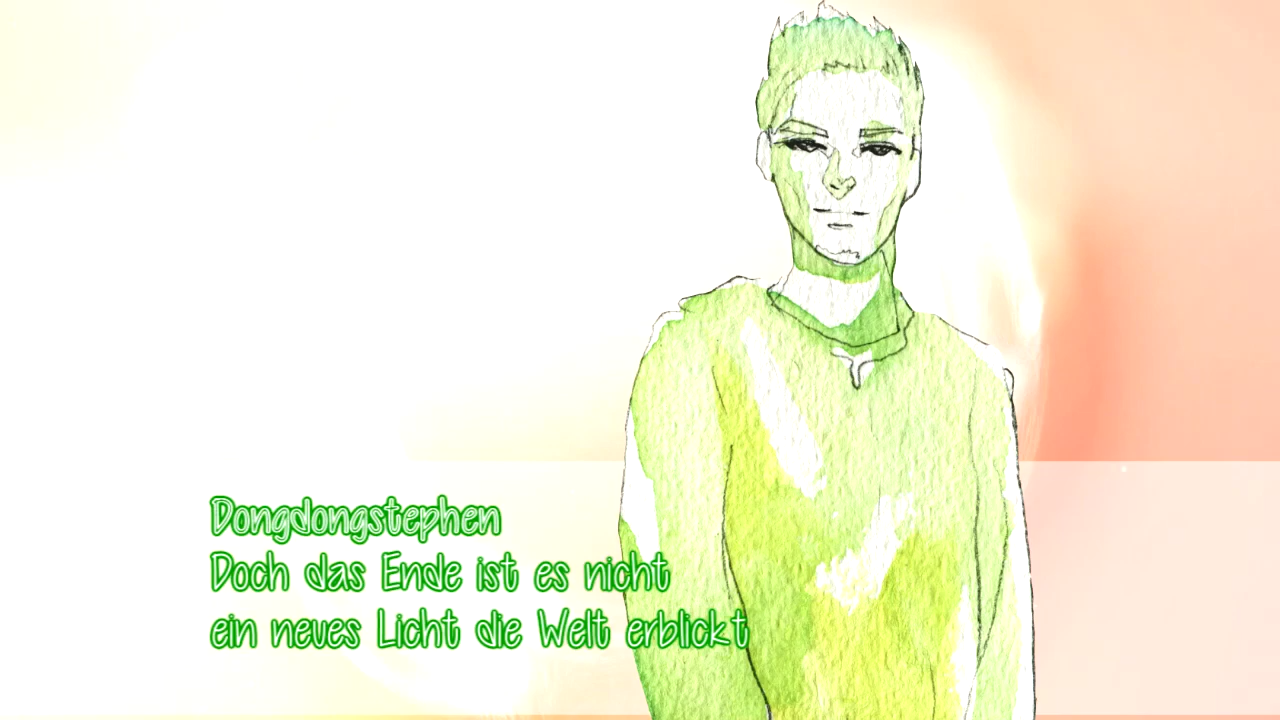 Dongdongstephen
Doch das Ende ist es nicht
ein neues Licht die Welt erblickt